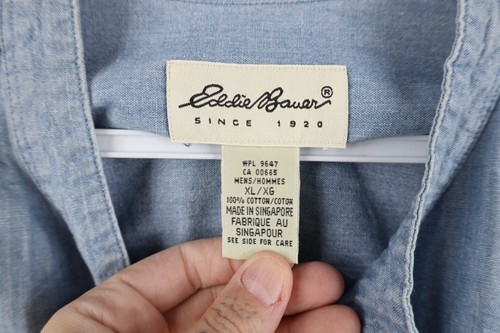 Eddie Bauer®
SINCE 1920
WPL 9647
CA 00665
MENS/HOMMES
XL/XG
100% COTTON/COTON
MADE IN SINGAPORE
FABRIQUE AU
SINGAPOUR
SEE SIDE FOR CARE